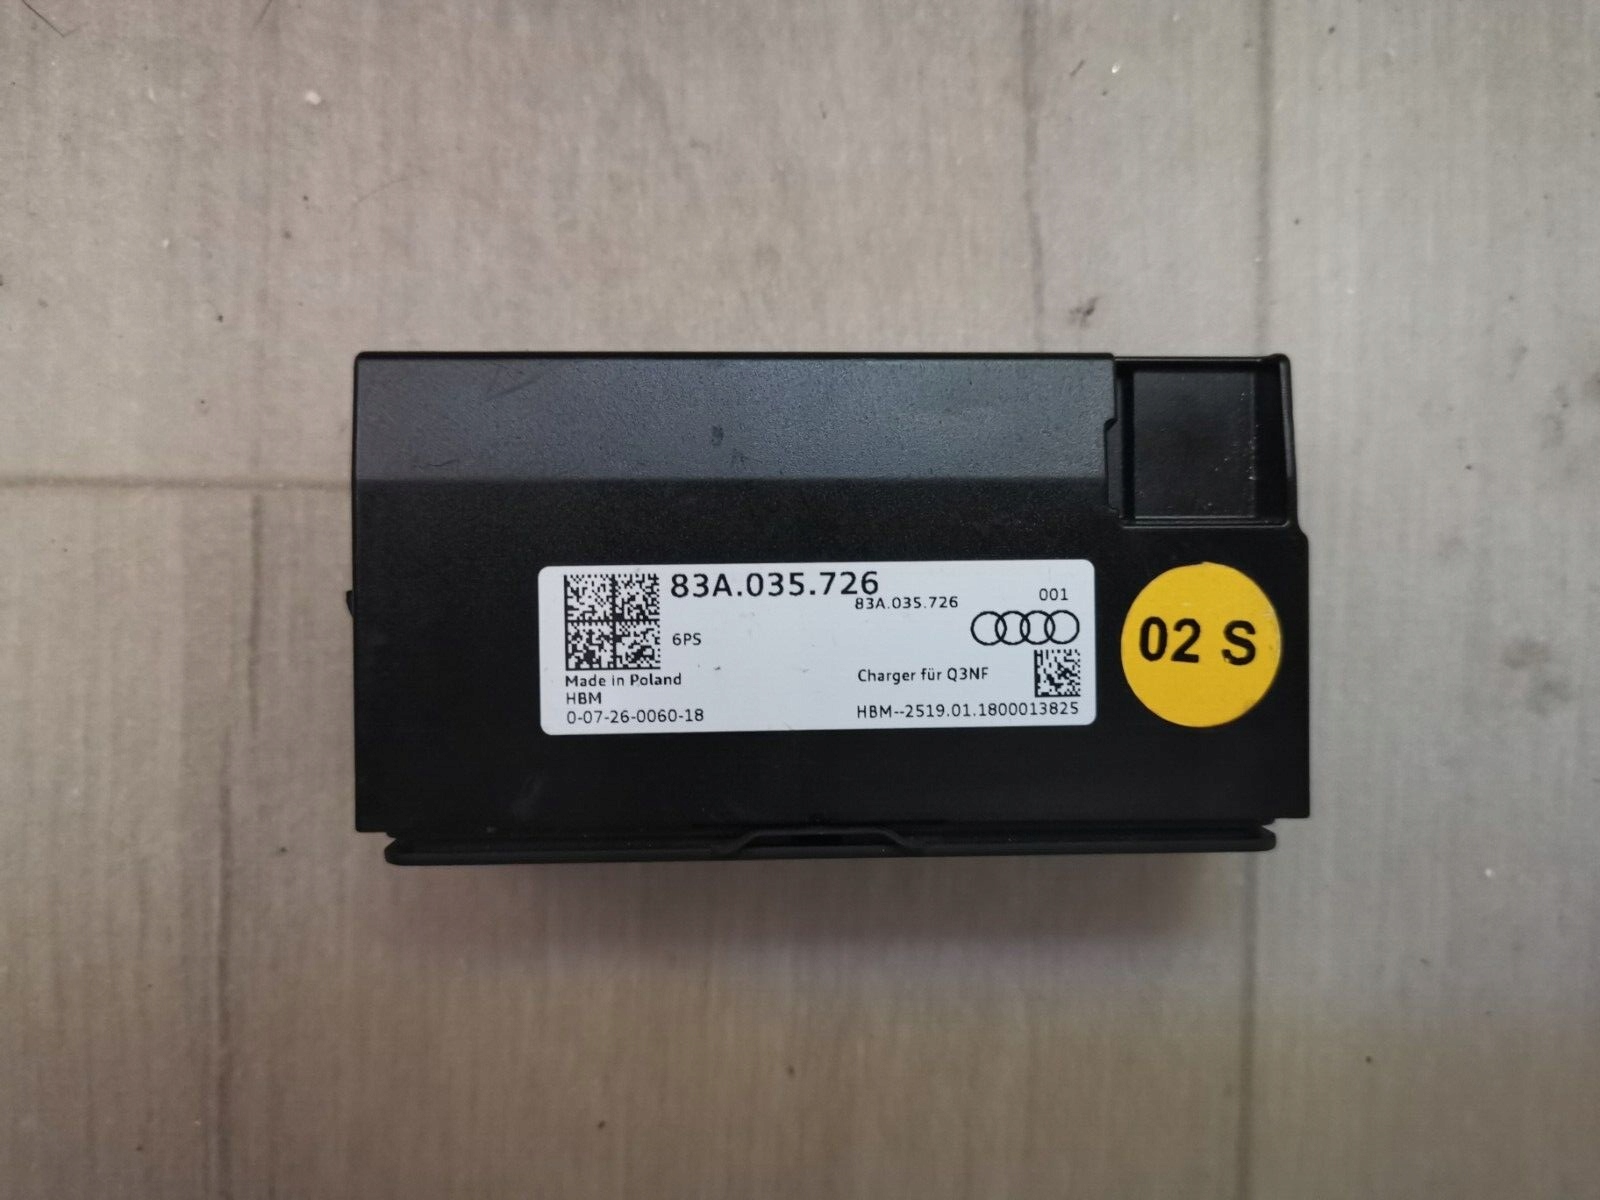 83A.035.726
83A.035.726
001
6PS
Made in Poland
HBM
0-07-26-0060-18
Charger für Q3NF
HBM--2519.01.1800013825
02 S